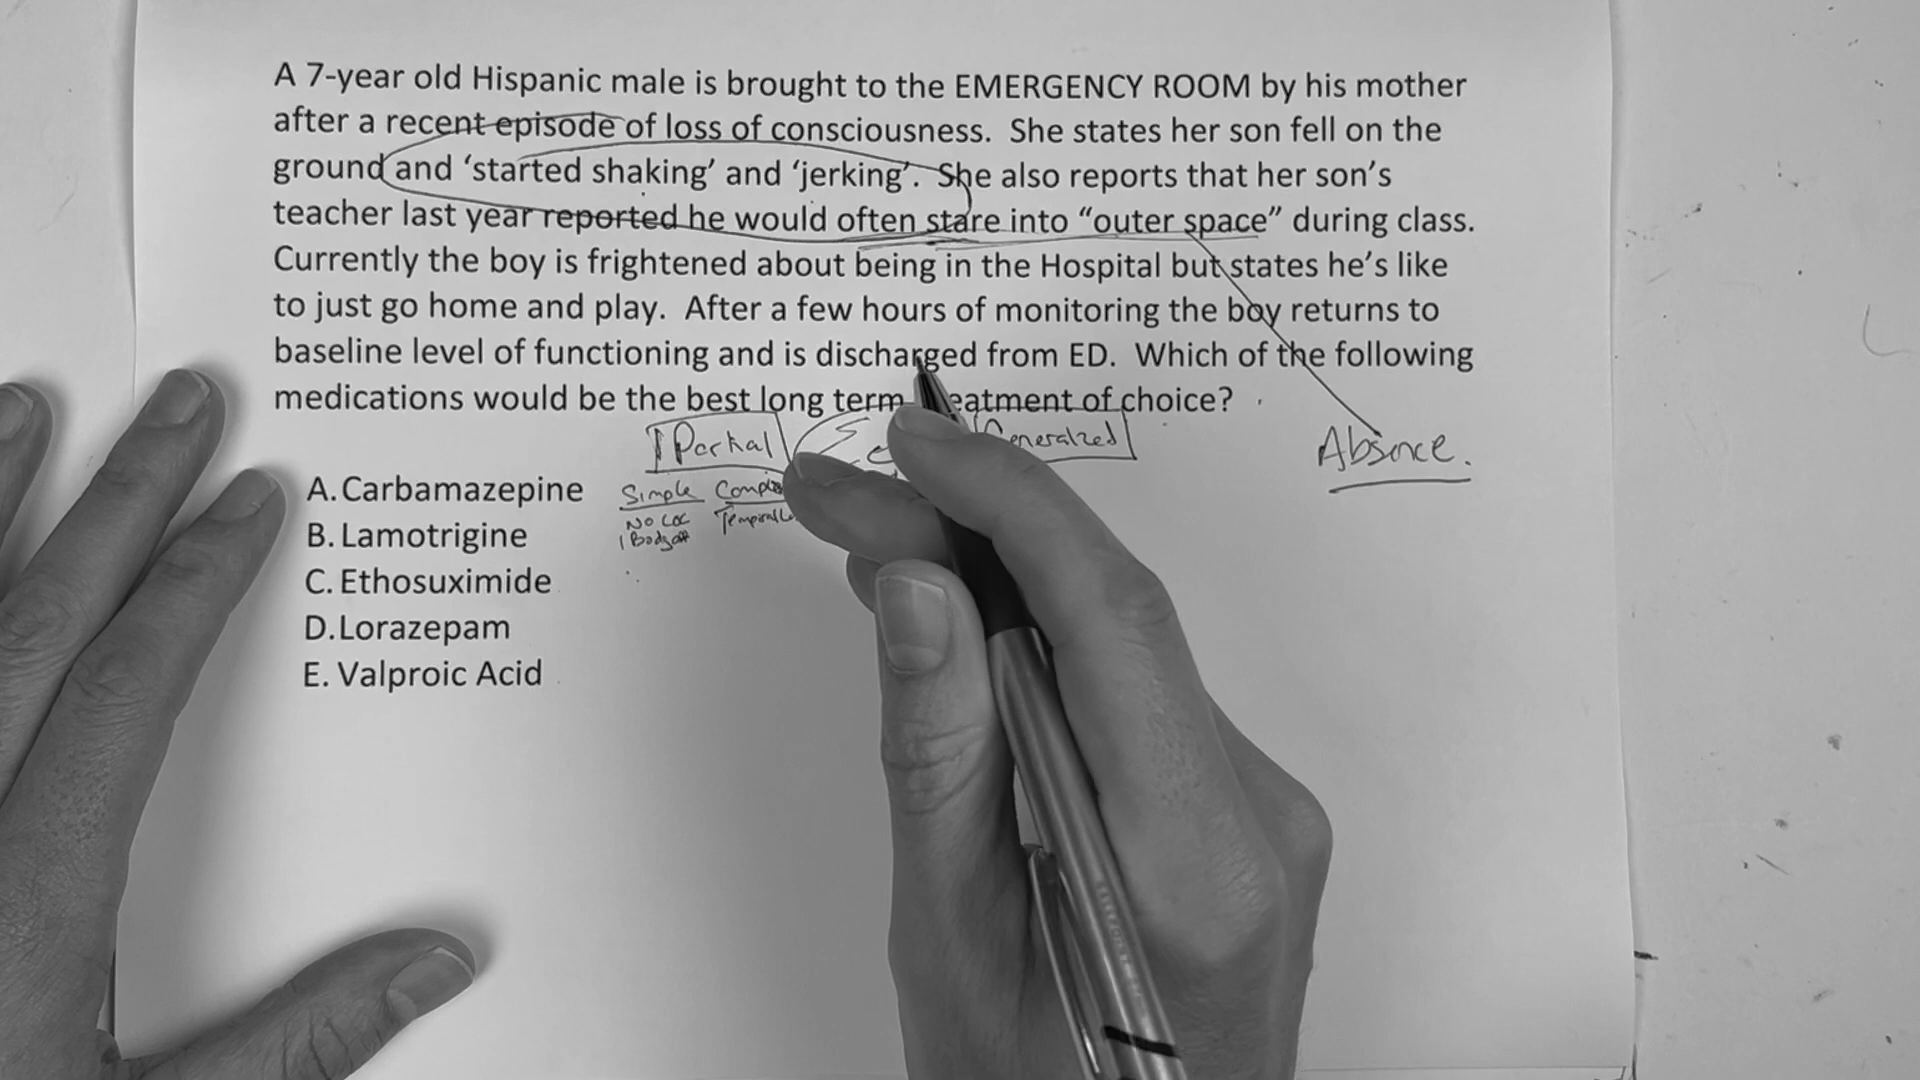 A 7-year old Hispanic male is brought to the EMERGENCY ROOM by his mother
after a recent episode of loss of consciousness. She states her son fell on the
ground and ‘started shaking’ and ‘jerking’. She also reports that her son’s
teacher last year reported he would often stare into “outer space” during class.
Currently the boy is frightened about being in the Hospital but states he’s like
to just go home and play. After a few hours of monitoring the boy returns to
baseline level of functioning and is discharged from ED. Which of the following
medications would be the best long term eatment of choice?
Partial Generalized
Absence.
A. Carbamazepine
Simple Complex
No LOC
B. Lamotrigine
C. Ethosuximide
D. Lorazepam
E. Valproic Acid